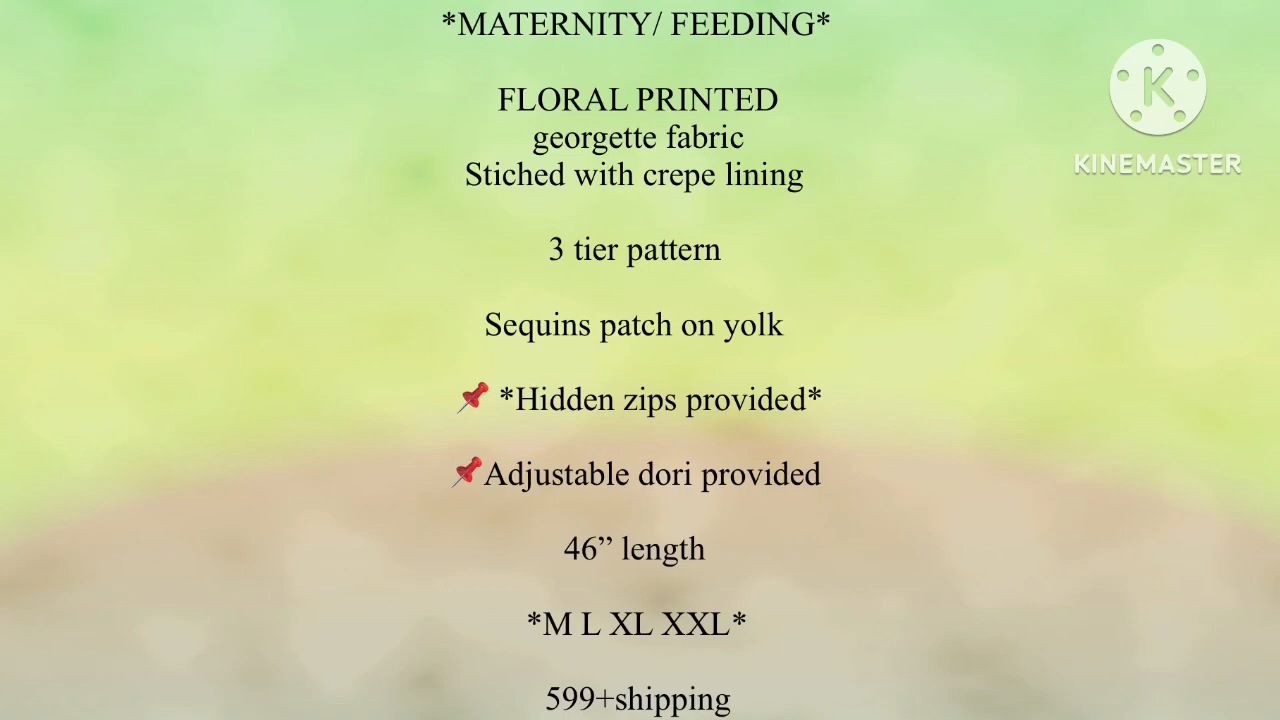 *MATERNITY/ FEEDING*
FLORAL PRINTED
georgette fabric
Stiched with crepe lining
3 tier pattern
Sequins patch on yolk
📌 *Hidden zips provided*
📌Adjustable dori provided
46” length
*M L XL XXL*
599+shipping
K
KINEMASTER